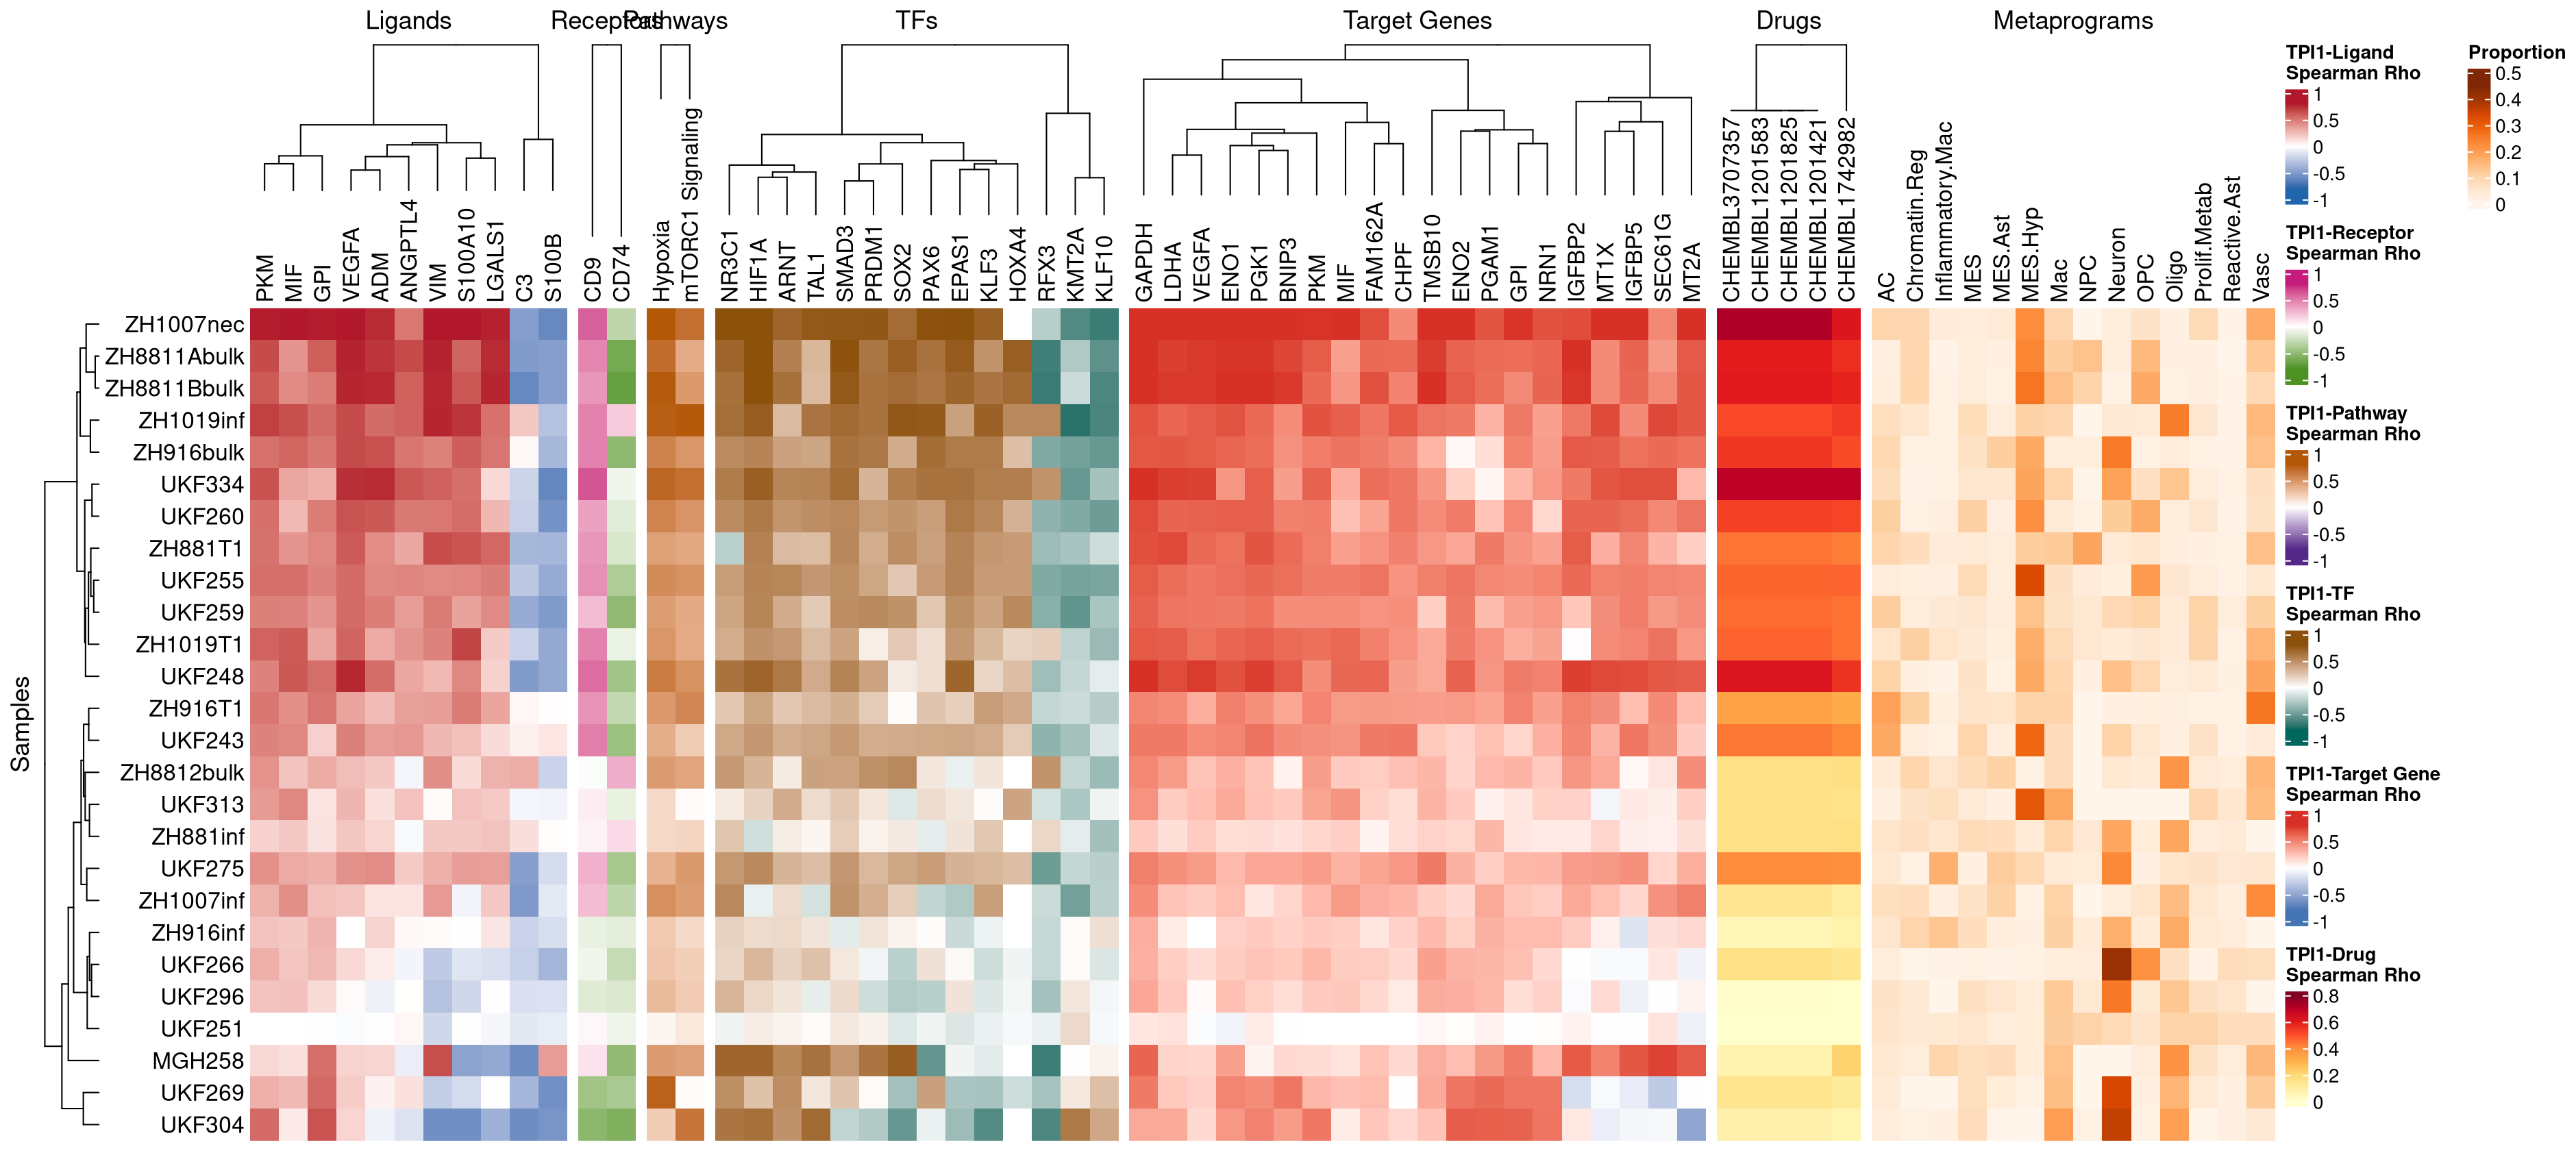 Ligands
Receptors
Pathways
TFs
Target Genes
Drugs
Metaprograms
PKM
MIF
GPI
VEGFA
ADM
ANGPTL4
VIM
S100A10
LGALS1
C3
S100B
CD9
CD74
Hypoxia
mTORC1 Signaling
NR3C1
HIF1A
ARNT
TAL1
SMAD3
PRDM1
SOX2
PAX6
EPAS1
KLF3
HOXA4
RFX3
KMT2A
KLF10
GAPDH
LDHA
VEGFA
ENO1
PGK1
BNIP3
PKM
MIF
FAM162A
CHPF
TMSB10
ENO2
PGAM1
GPI
NRN1
IGFBP2
MT1X
IGFBP5
SEC61G
MT2A
CHEMBL3707357
CHEMBL1201583
CHEMBL1201825
CHEMBL1201421
CHEMBL1742982
AC
Chromatin.Reg
Inflammatory.Mac
MES
MES.Ast
MES.Hyp
Mac
NPC
Neuron
OPC
Oligo
Prolif.Metab
Reactive.Ast
Vasc
Samples
ZH1007nec
ZH8811Abulk
ZH8811Bbulk
ZH1019inf
ZH916bulk
UKF334
UKF260
ZH881T1
UKF255
UKF259
ZH1019T1
UKF248
ZH916T1
UKF243
ZH8812bulk
UKF313
ZH881inf
UKF275
ZH1007inf
ZH916inf
UKF266
UKF296
UKF251
MGH258
UKF269
UKF304
TPI1-Ligand
Spearman Rho
1
0.5
0
-0.5
-1
TPI1-Receptor
Spearman Rho
1
0.5
0
-0.5
-1
TPI1-Pathway
Spearman Rho
1
0.5
0
-0.5
-1
TPI1-TF
Spearman Rho
1
0.5
0
-0.5
-1
TPI1-Target Gene
Spearman Rho
1
0.5
0
-0.5
-1
TPI1-Drug
Spearman Rho
0.8
0.6
0.4
0.2
0
Proportion
0.5
0.4
0.3
0.2
0.1
0